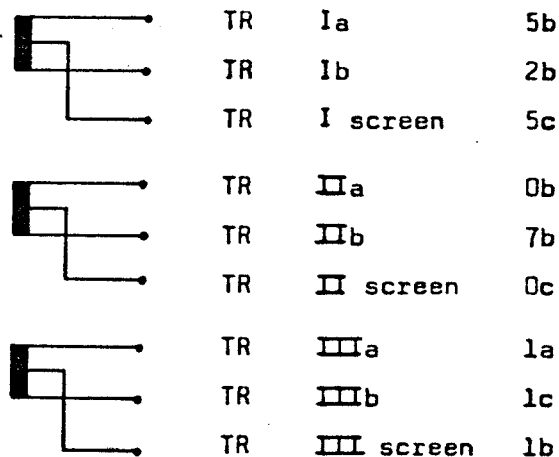 TR Ia 5b
TR Ib 2b
TR I screen 5c
TR IIa 0b
TR IIb 7b
TR II screen 0c
TR IIIa 1a
TR IIIb 1c
TR III screen 1b